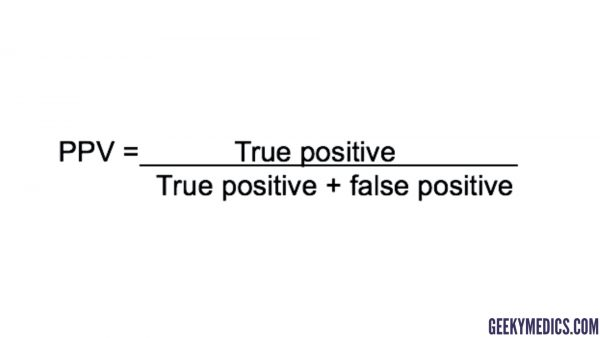 PPV = True positive
True positive + false positive
GEEKYMEDICS.COM